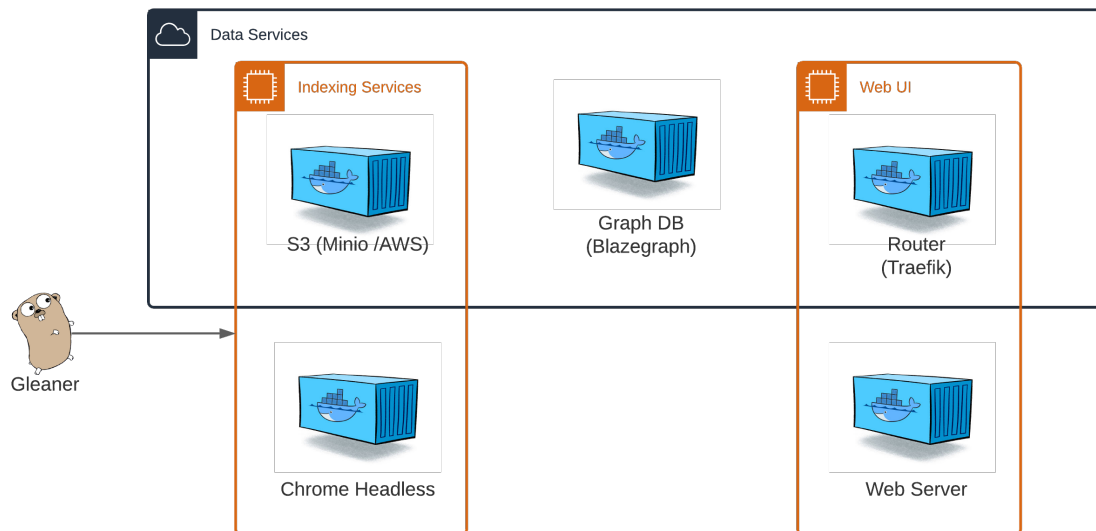 Data Services
Indexing Services
Web UI
S3 (Minio /AWS)
Graph DB
(Blazegraph)
Router
(Traefik)
Gleaner
Chrome Headless
Web Server